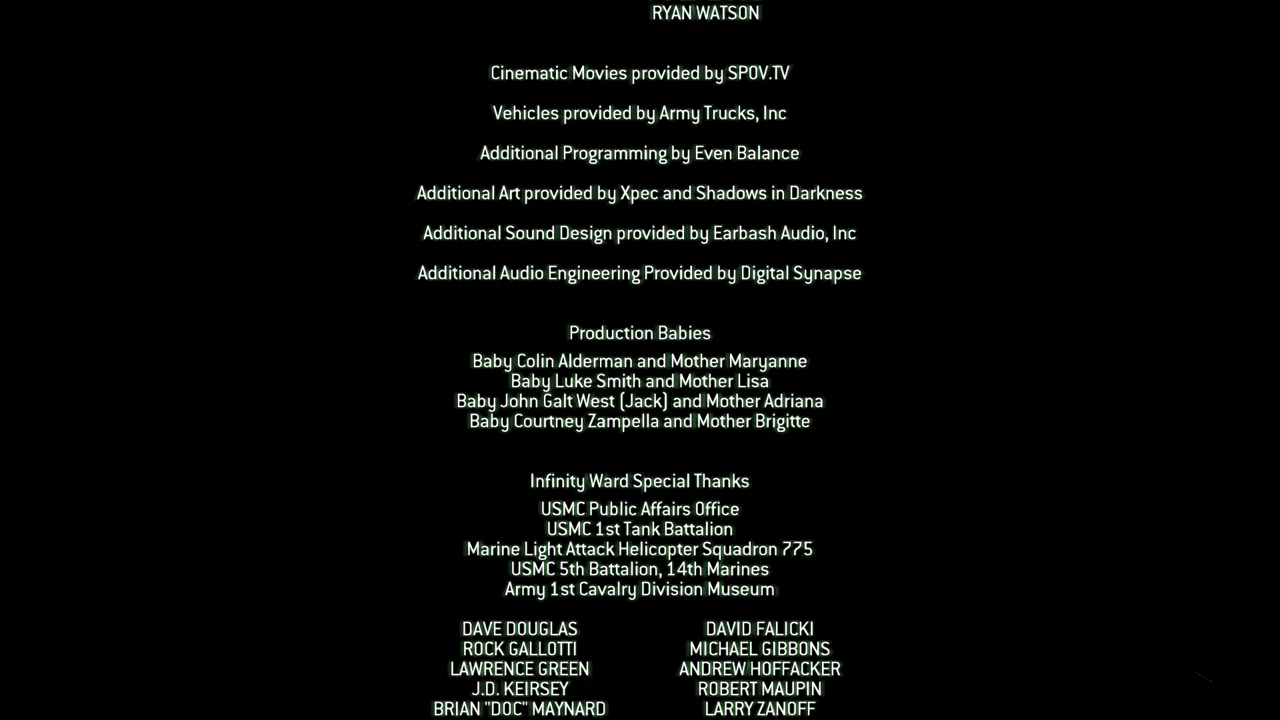 RYAN WATSON
Cinematic Movies provided by SPOV.TV
Vehicles provided by Army Trucks, Inc
Additional Programming by Even Balance
Additional Art provided by Xpec and Shadows in Darkness
Additional Sound Design provided by Earbash Audio, Inc
Additional Audio Engineering Provided by Digital Synapse
Production Babies
Baby Colin Alderman and Mother Maryanne
Baby Luke Smith and Mother Lisa
Baby John Galt West (Jack) and Mother Adriana
Baby Courtney Zampella and Mother Brigitte
Infinity Ward Special Thanks
USMC Public Affairs Office
USMC 1st Tank Battalion
Marine Light Attack Helicopter Squadron 775
USMC 5th Battalion, 14th Marines
Army 1st Cavalry Division Museum
DAVE DOUGLAS DAVID FALICKI
ROCK GALLOTTI MICHAEL GIBBONS
LAWRENCE GREEN ANDREW HOFFACKER
J.D. KEIRSEY ROBERT MAUPIN
BRIAN "DOC" MAYNARD LARRY ZANOFF